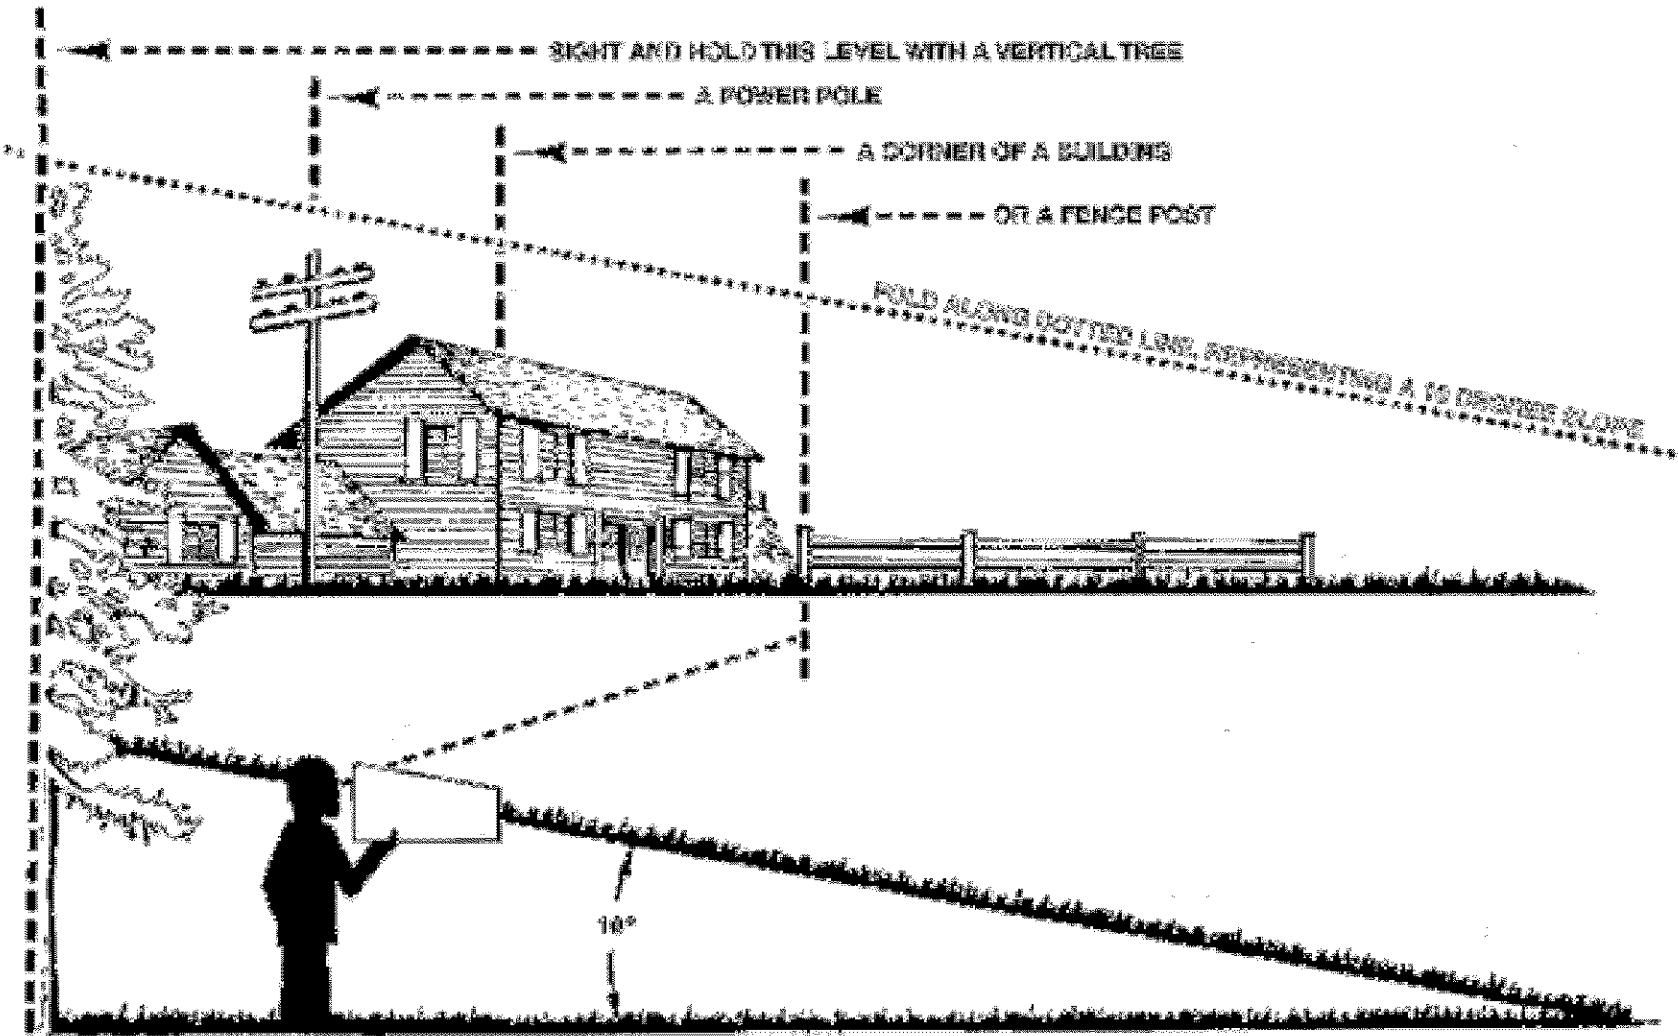 SIGHT AND HOLD THIS LEVEL WITH A VERTICAL TREE
A POWER POLE
A CORNER OF A BUILDING
OR A FENCE POST
FOLD ALONG DOTTED LINE, REPRESENTING A 10 DEGREE SLOPE
10°